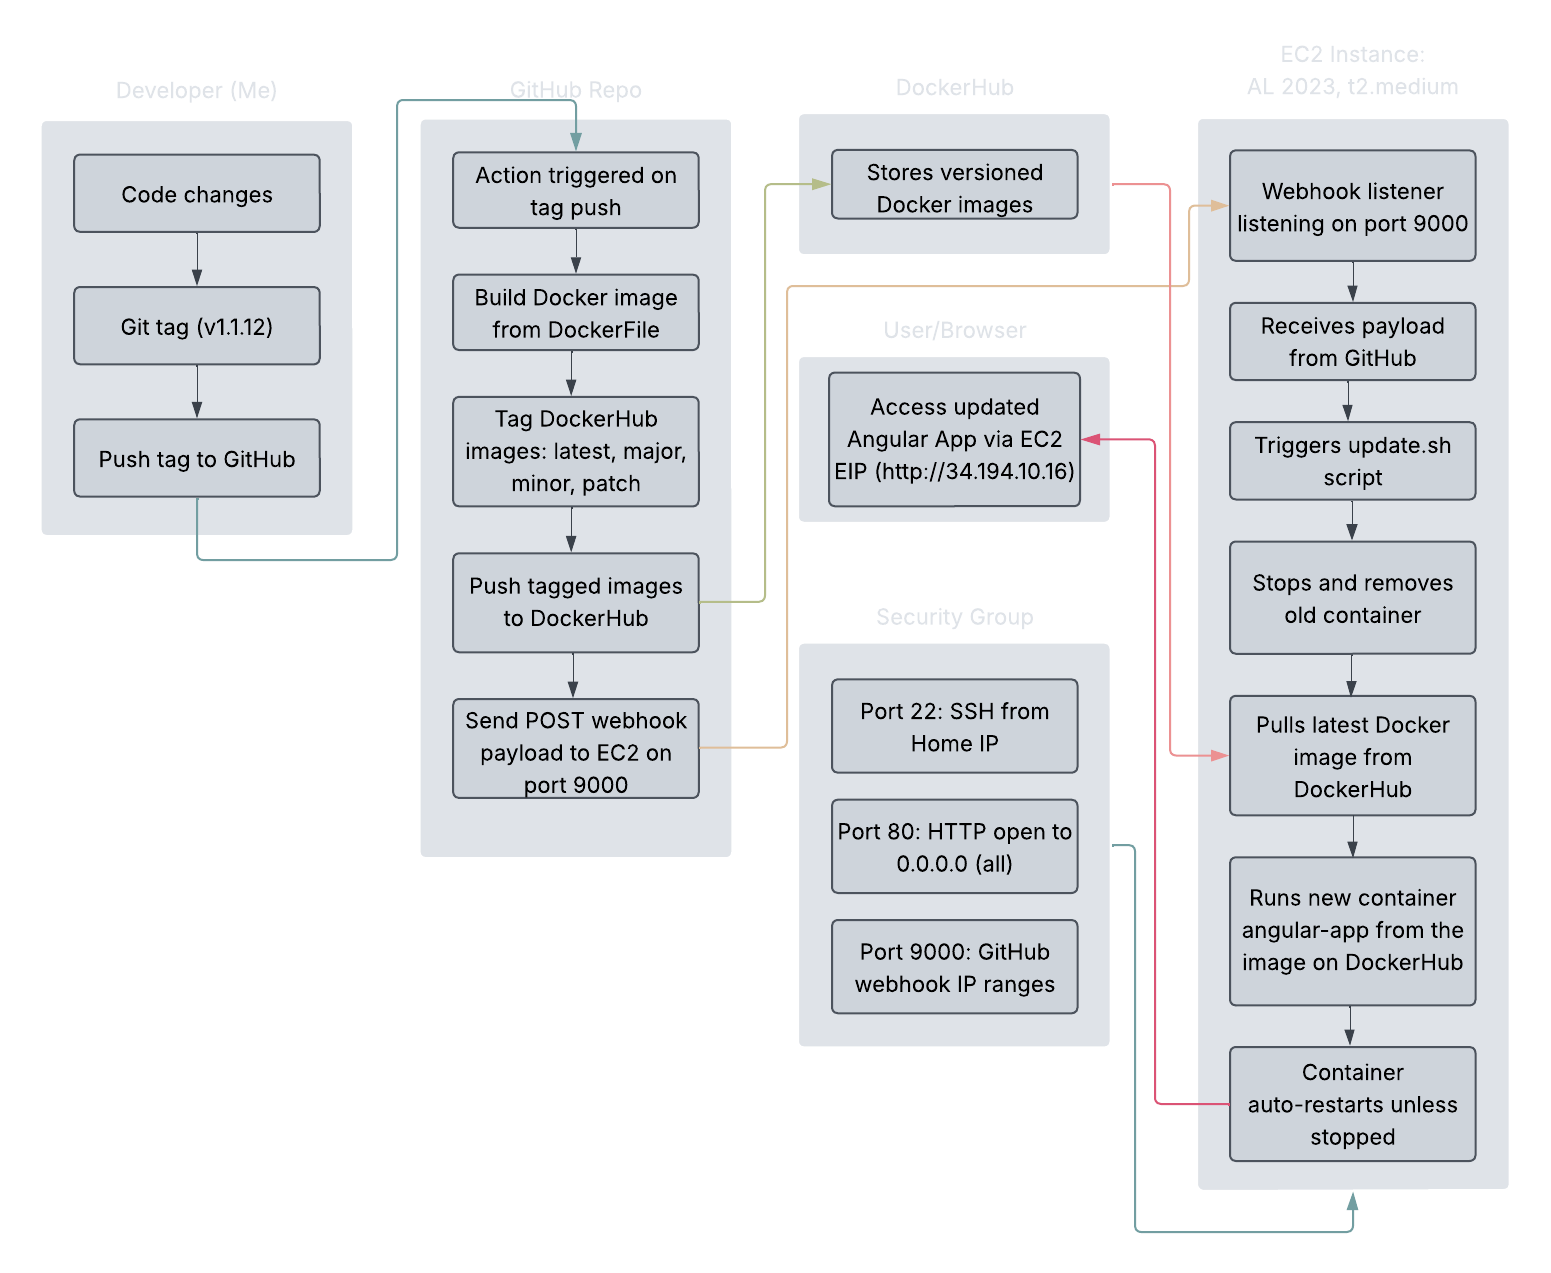 Developer (Me)
Code changes
Git tag (v1.1.12)
Push tag to GitHub
GitHub Repo
Action triggered on
tag push
Build Docker image
from DockerFile
Tag DockerHub
images: latest, major,
minor, patch
Push tagged images
to DockerHub
Send POST webhook
payload to EC2 on
port 9000
DockerHub
Stores versioned
Docker images
User/Browser
Access updated
Angular App via EC2
EIP (http://34.194.10.16)
Security Group
Port 22: SSH from
Home IP
Port 80: HTTP open to
0.0.0.0 (all)
Port 9000: GitHub
webhook IP ranges
EC2 Instance:
AL 2023, t2.medium
Webhook listener
listening on port 9000
Receives payload
from GitHub
Triggers update.sh
script
Stops and removes
old container
Pulls latest Docker
image from
DockerHub
Runs new container
angular-app from the
image on DockerHub
Container
auto-restarts unless
stopped